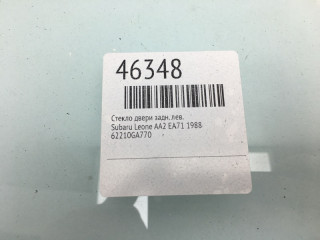 46348
Стекло двери задн. лев.
Subaru Leone AA2 EA71 1988
62210GA770